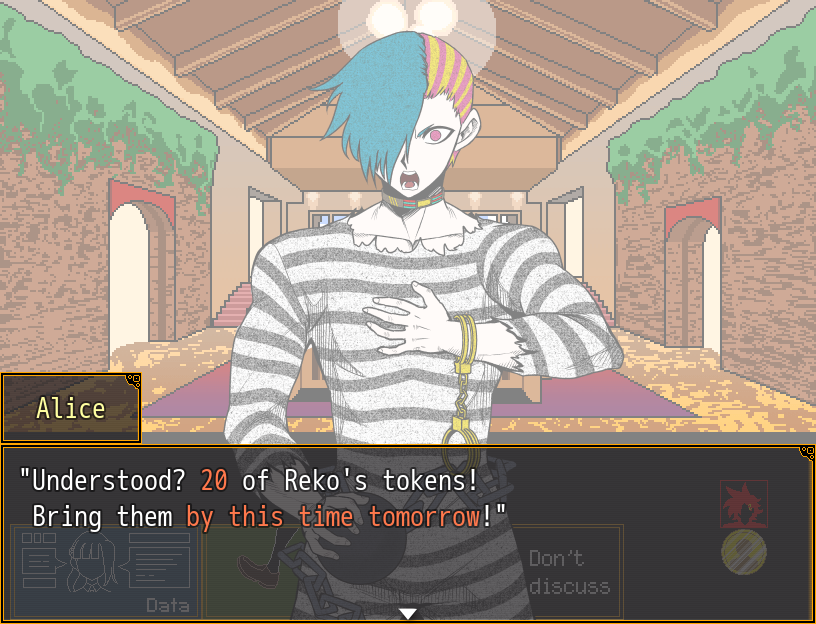 Alice
"Understood? 20 of Reko's tokens!
Bring them by this time tomorrow!"
Don't
discuss
Data